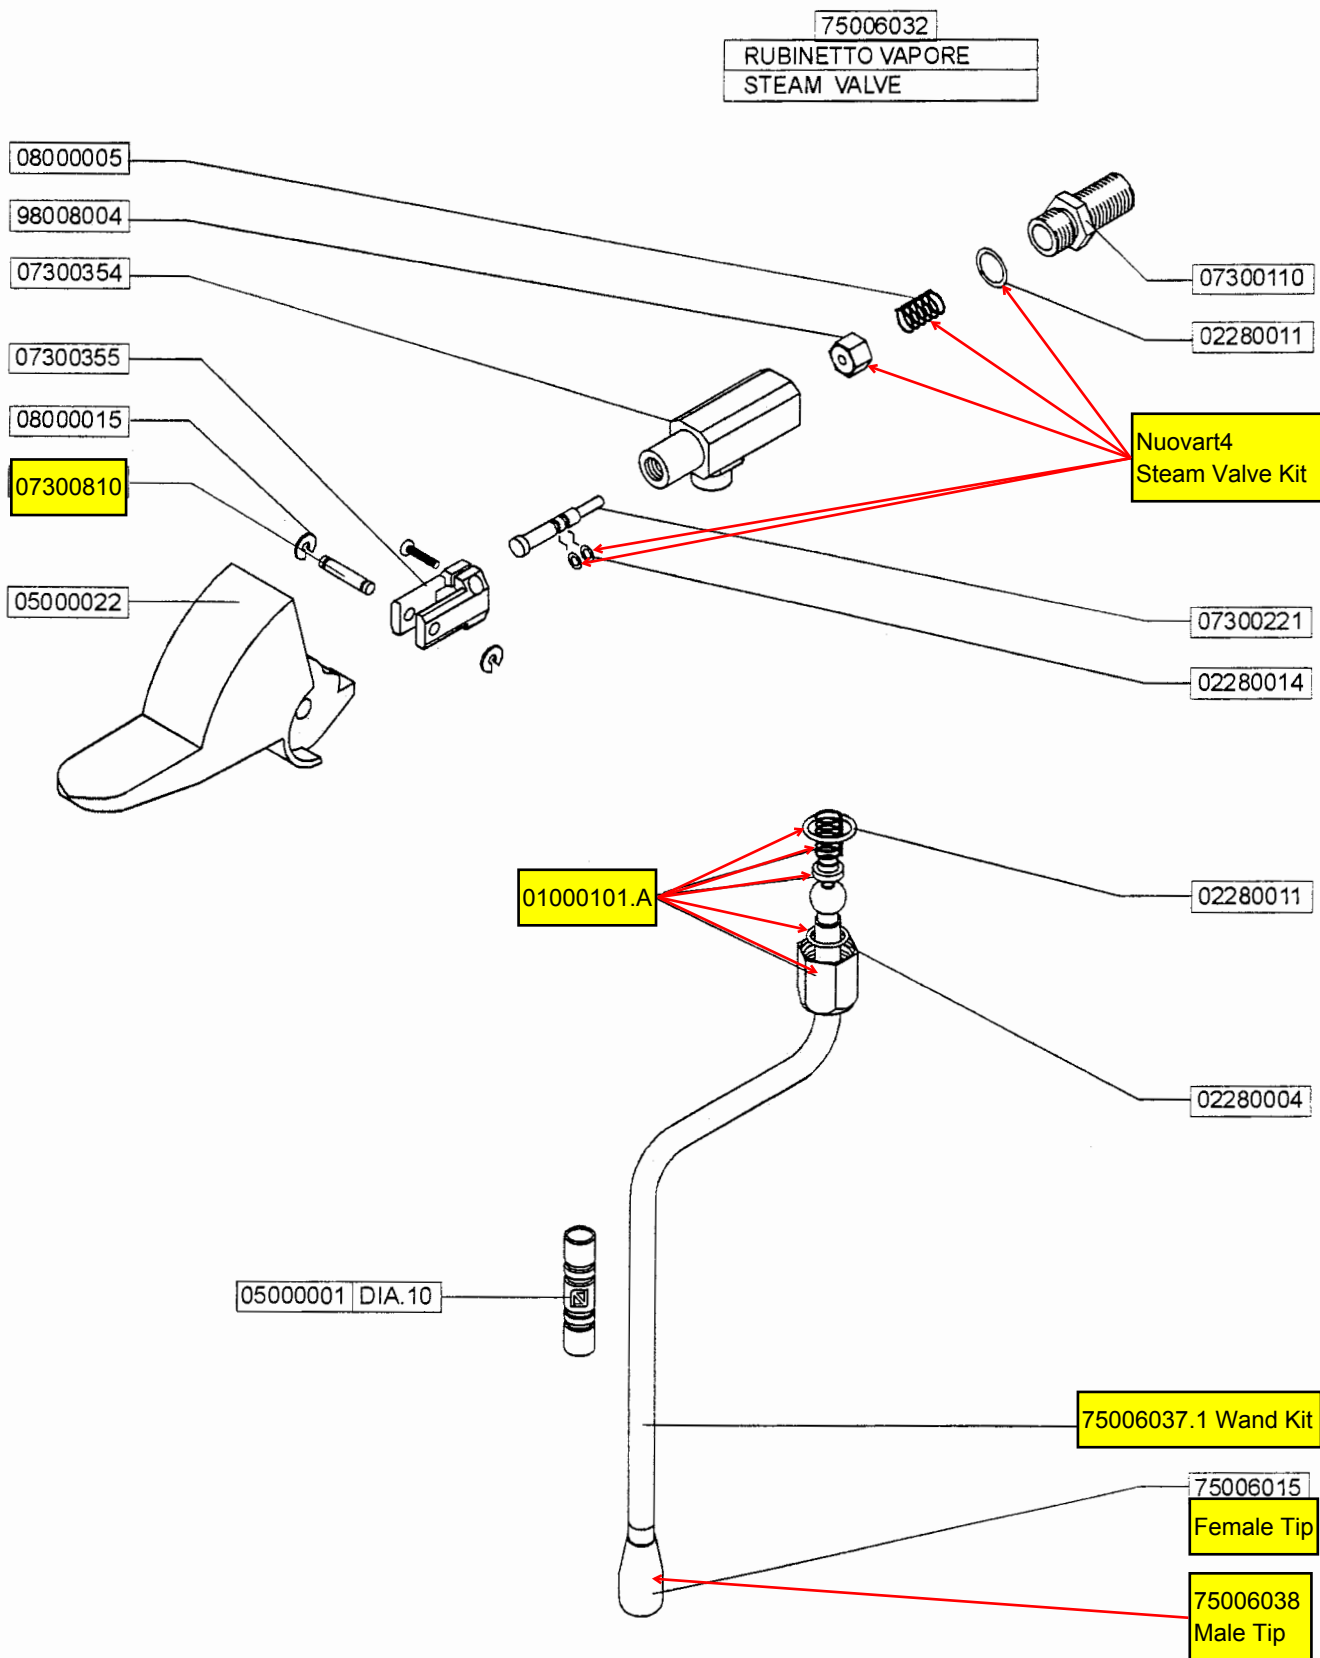 75006032
RUBINETTO VAPORE
STEAM VALVE
08000005
98008004
07300354
07300355
08000015
07300810
05000022
07300110
02280011
Nuovart4
Steam Valve Kit
07300221
02280014
01000101.A
02280011
02280004
05000001 DIA.10
75006037.1 Wand Kit
75006015
Female Tip
75006038
Male Tip